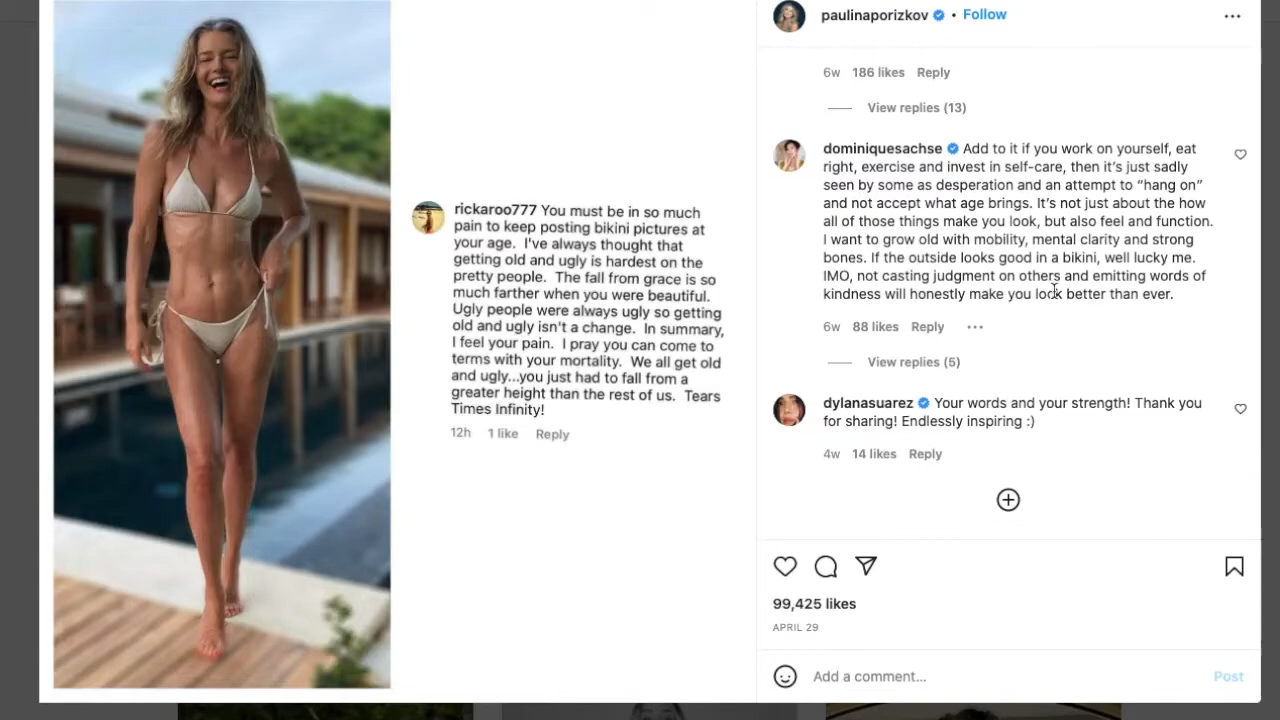 rickaroo777 You must be in so much
pain to keep posting bikini pictures at
your age. I've always thought that
getting old and ugly is hardest on the
pretty people. The fall from grace is so
much farther when you were beautiful.
Ugly people were always ugly so getting
old and ugly isn't a change. In summary,
I feel your pain. I pray you can come to
terms with your mortality. We all get old
and ugly...you just had to fall from a
greater height than the rest of us. Tears
Times Infinity!
12h 1 like Reply
paulinaporizkov • Follow
6w 186 likes Reply
View replies (13)
dominiquesachse Add to it if you work on yourself, eat
right, exercise and invest in self-care, then it's just sadly
seen by some as desperation and an attempt to “hang on”
and not accept what age brings. It's not just about the how
all of those things make you look, but also feel and function.
I want to grow old with mobility, mental clarity and strong
bones. If the outside looks good in a bikini, well lucky me.
IMO, not casting judgment on others and emitting words of
kindness will honestly make you look better than ever.
6w 88 likes Reply
View replies (5)
dylanasuarez Your words and your strength! Thank you
for sharing! Endlessly inspiring :)
4w 14 likes Reply
99,425 likes
APRIL 29
Add a comment... Post